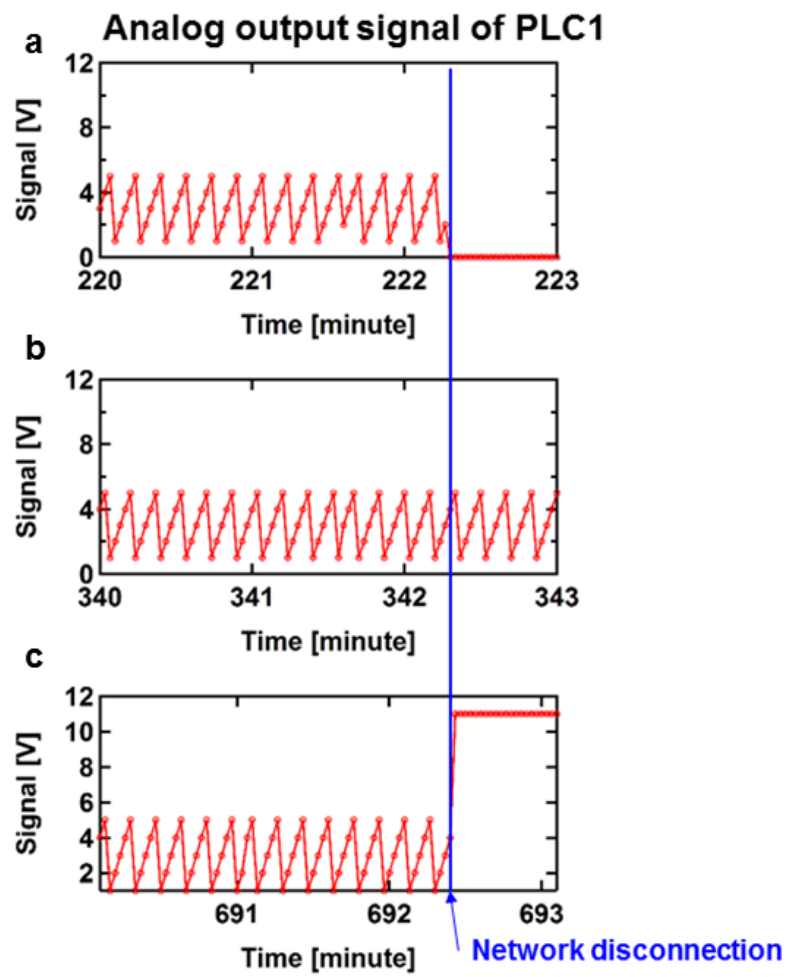 Analog output signal of PLC1
a
12
8
4
0
Signal [V]
220 221 222 223
Time [minute]
b
12
8
4
0
Signal [V]
340 341 342 343
Time [minute]
c
12
10
8
6
4
2
Signal [V]
691 692 693
Time [minute]
Network disconnection